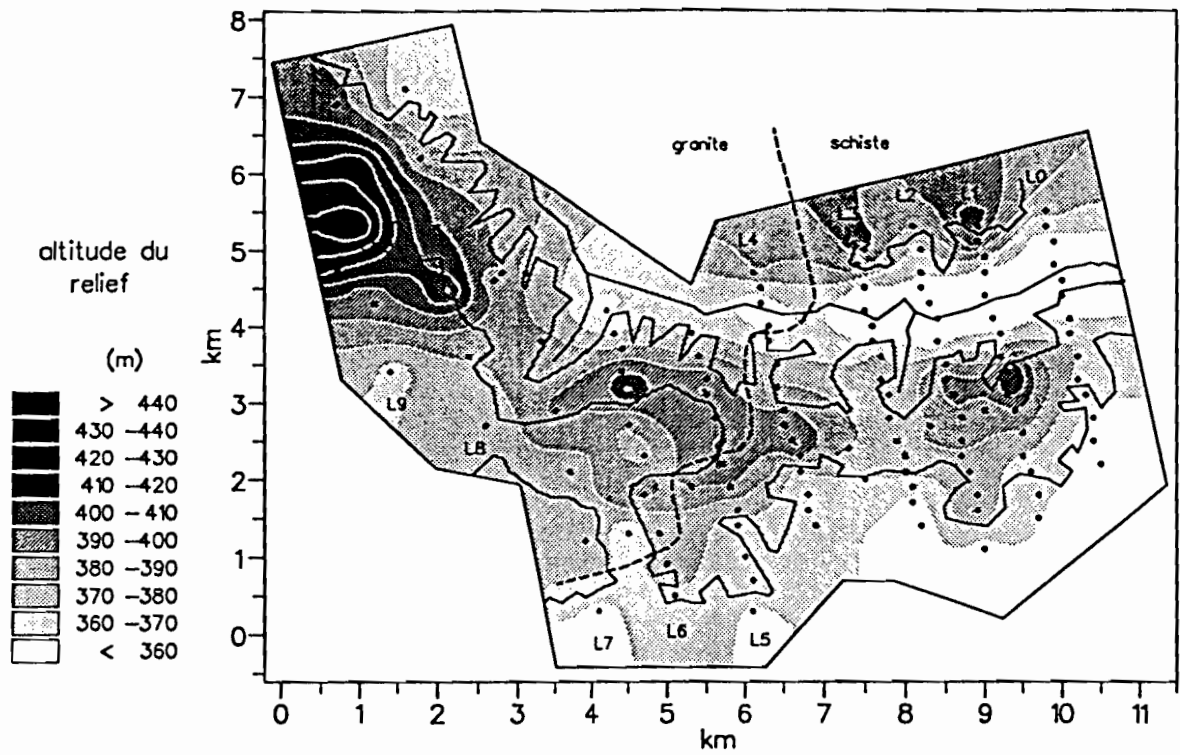 8
7
6
5
4
3
2
1
0
km
0 1 2 3 4 5 6 7 8 9 10 11
km
granite
schiste
L0
L1
L2
L3
L4
L9
L8
L7
L6
L5
altitude du
relief
(m)
> 440
430 –440
420 –430
410 –420
400 –410
390 –400
380 –390
370 –380
360 –370
< 360